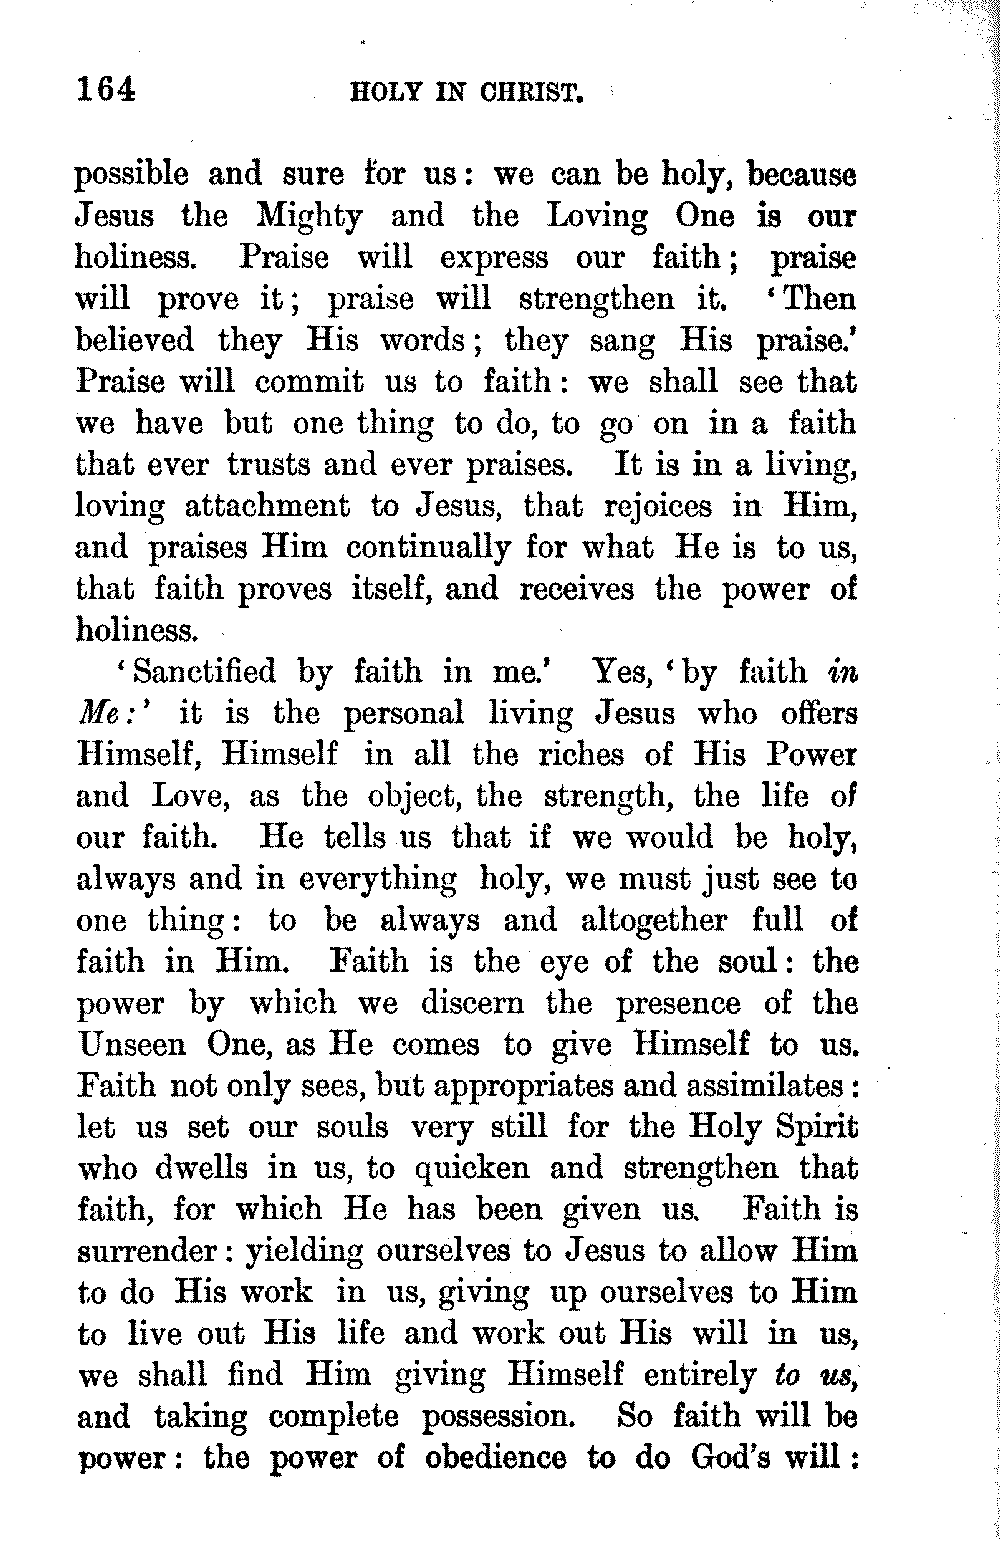 164 HOLY IN CHRIST.
possible and sure for us: we can be holy, because
Jesus the Mighty and the Loving One is our
holiness. Praise will express our faith; praise
will prove it; praise will strengthen it. ‘Then
believed they His words; they sang His praise.’
Praise will commit us to faith: we shall see that
we have but one thing to do, to go on in a faith
that ever trusts and ever praises. It is in a living,
loving attachment to Jesus, that rejoices in Him,
and praises Him continually for what He is to us,
that faith proves itself, and receives the power of
holiness.
‘Sanctified by faith in me.’ Yes, ‘by faith in
Me:’ it is the personal living Jesus who offers
Himself, Himself in all the riches of His Power
and Love, as the object, the strength, the life of
our faith. He tells us that if we would be holy,
always and in everything holy, we must just see to
one thing: to be always and altogether full of
faith in Him. Faith is the eye of the soul: the
power by which we discern the presence of the
Unseen One, as He comes to give Himself to us.
Faith not only sees, but appropriates and assimilates:
let us set our souls very still for the Holy Spirit
who dwells in us, to quicken and strengthen that
faith, for which He has been given us. Faith is
surrender: yielding ourselves to Jesus to allow Him
to do His work in us, giving up ourselves to Him
to live out His life and work out His will in us,
we shall find Him giving Himself entirely to us,
and taking complete possession. So faith will be
power: the power of obedience to do God’s will: